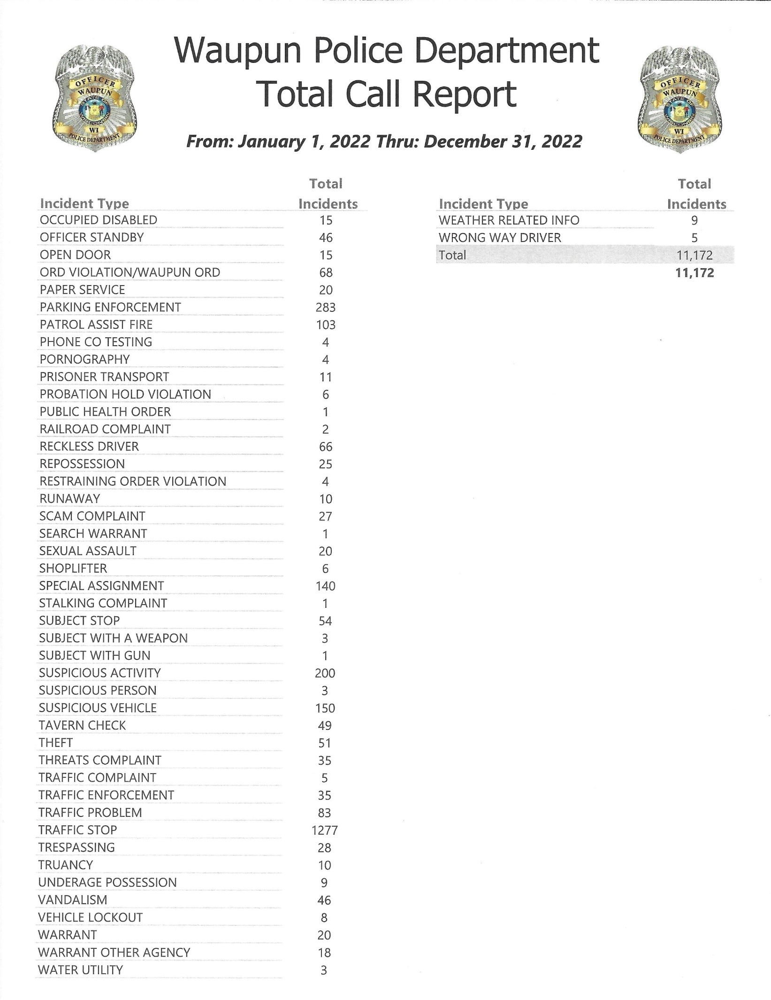 Waupun Police Department
Total Call Report
From: January 1, 2022 Thru: December 31, 2022
OFFICER
WAUPUN
STATE OF
WISCONSIN
WI
POLICE DEPARTMENT
OFFICER
WAUPUN
STATE OF
WISCONSIN
WI
POLICE DEPARTMENT
Total
Incident Type Incidents
OCCUPIED DISABLED 15
OFFICER STANDBY 46
OPEN DOOR 15
ORD VIOLATION/WAUPUN ORD 68
PAPER SERVICE 20
PARKING ENFORCEMENT 283
PATROL ASSIST FIRE 103
PHONE CO TESTING 4
PORNOGRAPHY 4
PRISONER TRANSPORT 11
PROBATION HOLD VIOLATION 6
PUBLIC HEALTH ORDER 1
RAILROAD COMPLAINT 2
RECKLESS DRIVER 66
REPOSSESSION 25
RESTRAINING ORDER VIOLATION 4
RUNAWAY 10
SCAM COMPLAINT 27
SEARCH WARRANT 1
SEXUAL ASSAULT 20
SHOPLIFTER 6
SPECIAL ASSIGNMENT 140
STALKING COMPLAINT 1
SUBJECT STOP 54
SUBJECT WITH A WEAPON 3
SUBJECT WITH GUN 1
SUSPICIOUS ACTIVITY 200
SUSPICIOUS PERSON 3
SUSPICIOUS VEHICLE 150
TAVERN CHECK 49
THEFT 51
THREATS COMPLAINT 35
TRAFFIC COMPLAINT 5
TRAFFIC ENFORCEMENT 35
TRAFFIC PROBLEM 83
TRAFFIC STOP 1277
TRESPASSING 28
TRUANCY 10
UNDERAGE POSSESSION 9
VANDALISM 46
VEHICLE LOCKOUT 8
WARRANT 20
WARRANT OTHER AGENCY 18
WATER UTILITY 3
Total
Incident Type Incidents
WEATHER RELATED INFO 9
WRONG WAY DRIVER 5
Total 11,172
11,172